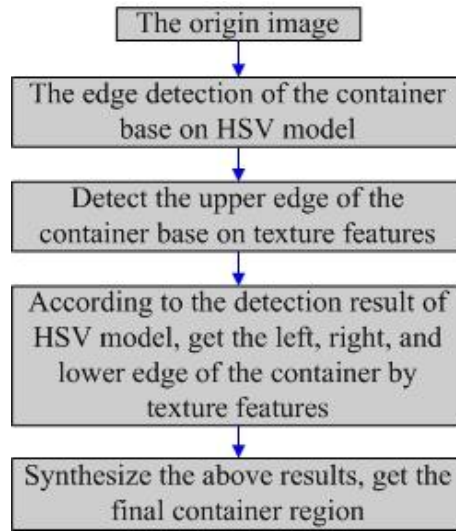 The origin image
The edge detection of the container
base on HSV model
Detect the upper edge of the
container base on texture features
According to the detection result of
HSV model, get the left, right, and
lower edge of the container by
texture features
Synthesize the above results, get the
final container region